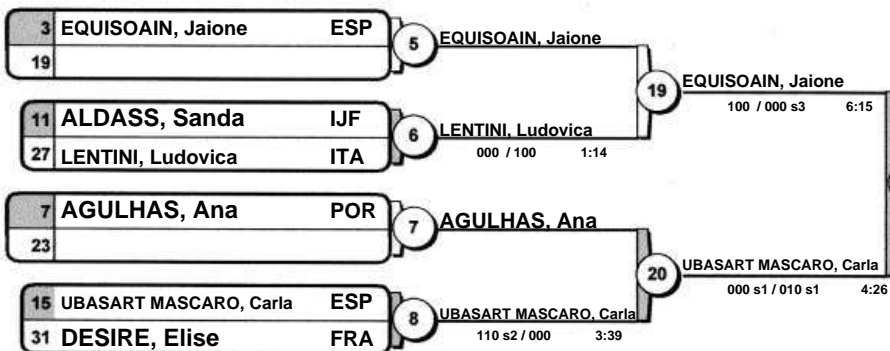 3 EQUISOAIN, Jaione ESP
19
5 EQUISOAIN, Jaione
11 ALDASS, Sanda IJF
27 LENTINI, Ludovica ITA
6 LENTINI, Ludovica
000 / 100 1:14
19 EQUISOAIN, Jaione
100 / 000 s3 6:15
7 AGULHAS, Ana POR
23
7 AGULHAS, Ana
15 UBASART MASCARO, Carla ESP
31 DESIRE, Elise FRA
8 UBASART MASCARO, Carla
110 s2 / 000 3:39
20 UBASART MASCARO, Carla
000 s1 / 010 s1 4:26